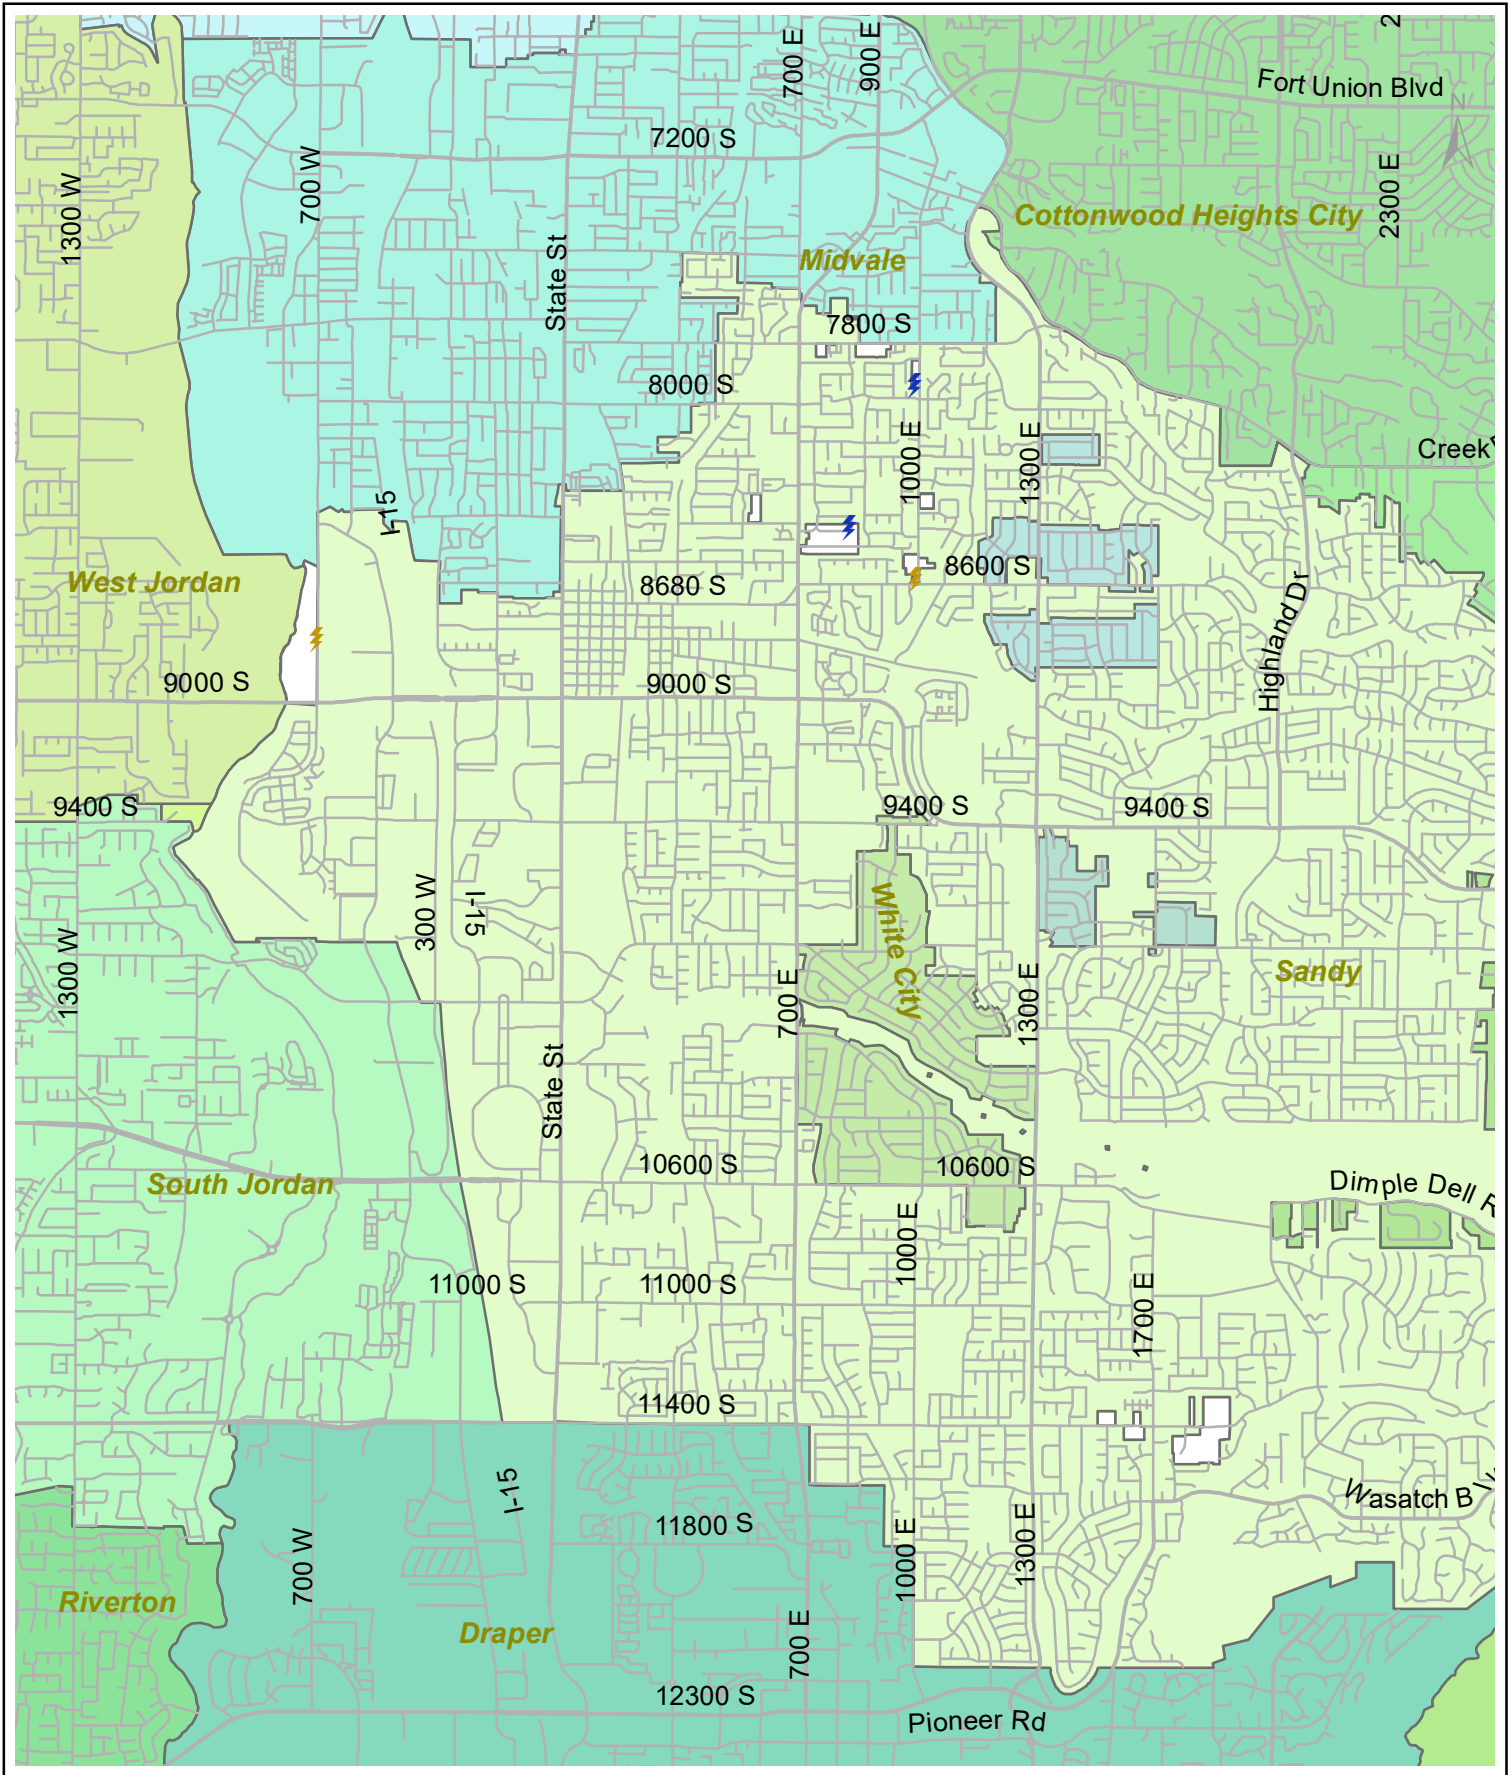 2
700 E
900 E
Fort Union Blvd
N
7200 S
1300 W
700 W
2300 E
Cottonwood Heights City
State St
Midvale
7800 S
8000 S
1000 E
1300 E
Creek
I-15
8600 S
West Jordan
8680 S
Highland Dr
9000 S
9000 S
9400 S
9400 S
9400 S
300 W
I-15
White City
1300 W
700 E
1300 E
Sandy
State St
10600 S
10600 S
South Jordan
Dimple Dell R
1000 E
11000 S
11000 S
1700 E
11400 S
I-15
Wasatch Blv
11800 S
700 W
1000 E
1300 E
Riverton
Draper
700 E
12300 S
Pioneer Rd